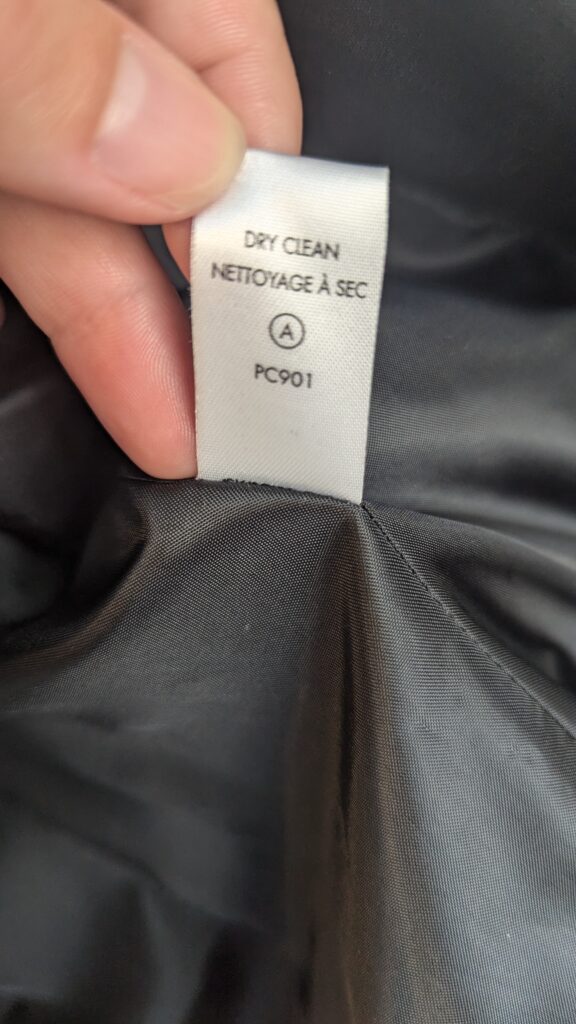 DRY CLEAN
NETTOYAGE À SEC
A
PC901